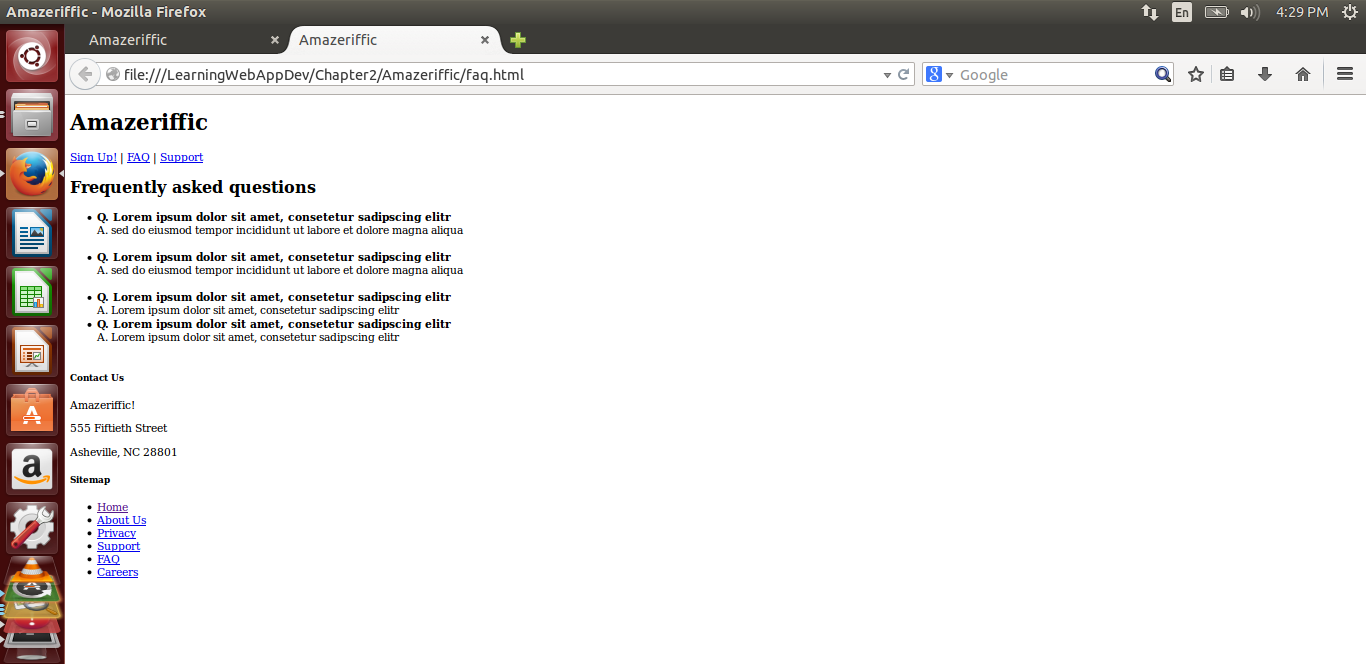 Amazeriffic - Mozilla Firefox
En
4:29 PM
Amazeriffic
Amazeriffic
file:///LearningWebAppDev/Chapter2/Amazeriffic/faq.html
8
Google
Amazeriffic
Sign Up! | FAQ | Support
Frequently asked questions
• Q. Lorem ipsum dolor sit amet, consetetur sadipscing elitr
A. sed do eiusmod tempor incididunt ut labore et dolore magna aliqua
• Q. Lorem ipsum dolor sit amet, consetetur sadipscing elitr
A. sed do eiusmod tempor incididunt ut labore et dolore magna aliqua
• Q. Lorem ipsum dolor sit amet, consetetur sadipscing elitr
A. Lorem ipsum dolor sit amet, consetetur sadipscing elitr
• Q. Lorem ipsum dolor sit amet, consetetur sadipscing elitr
A. Lorem ipsum dolor sit amet, consetetur sadipscing elitr
Contact Us
Amazeriffic!
555 Fiftieth Street
Asheville, NC 28801
Sitemap
• Home
• About Us
• Privacy
• Support
• FAQ
• Careers
A
a